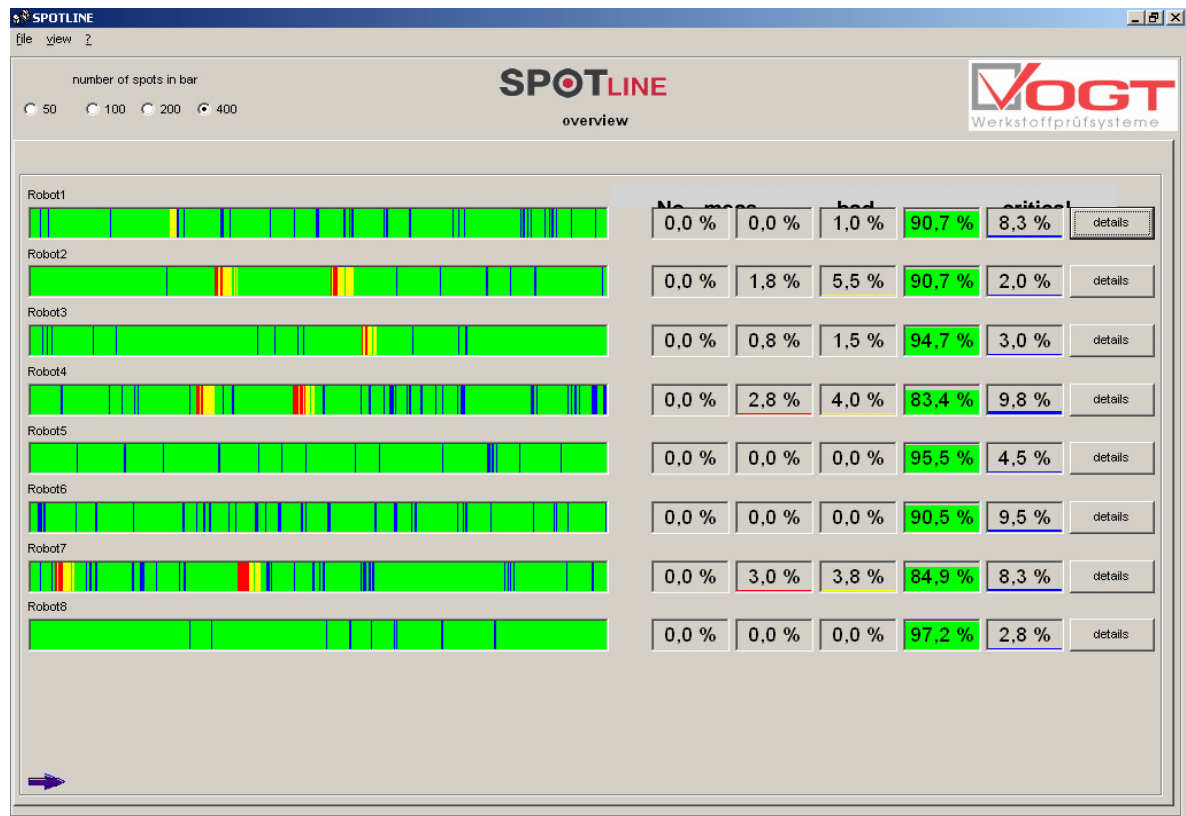 SPOTLINE
file view ?
number of spots in bar
50 100 200 400
SPOTLINE
overview
VOGT
Werkstoffprüfsysteme
Robot1
0,0 % 0,0 % 1,0 % 90,7 % 8,3 % details
Robot2
0,0 % 1,8 % 5,5 % 90,7 % 2,0 % details
Robot3
0,0 % 0,8 % 1,5 % 94,7 % 3,0 % details
Robot4
0,0 % 2,8 % 4,0 % 83,4 % 9,8 % details
Robot5
0,0 % 0,0 % 0,0 % 95,5 % 4,5 % details
Robot6
0,0 % 0,0 % 0,0 % 90,5 % 9,5 % details
Robot7
0,0 % 3,0 % 3,8 % 84,9 % 8,3 % details
Robot8
0,0 % 0,0 % 0,0 % 97,2 % 2,8 % details